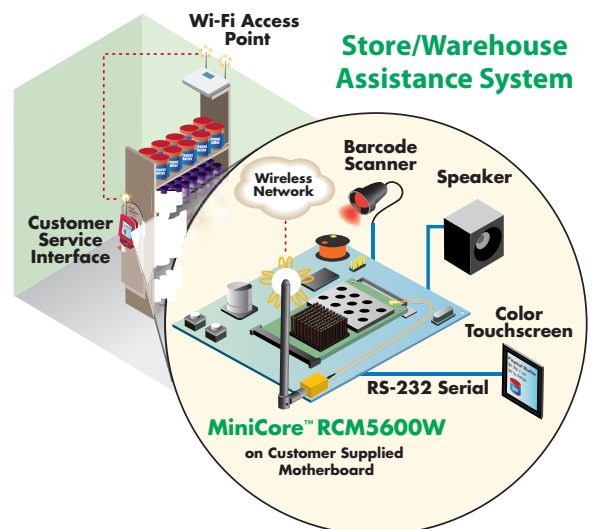 Wi-Fi Access
Point
Store/Warehouse
Assistance System
Barcode
Scanner
Speaker
Wireless
Network
Customer
Service
Interface
Color
Touchscreen
RS-232 Serial
MiniCore™ RCM5600W
on Customer Supplied
Motherboard